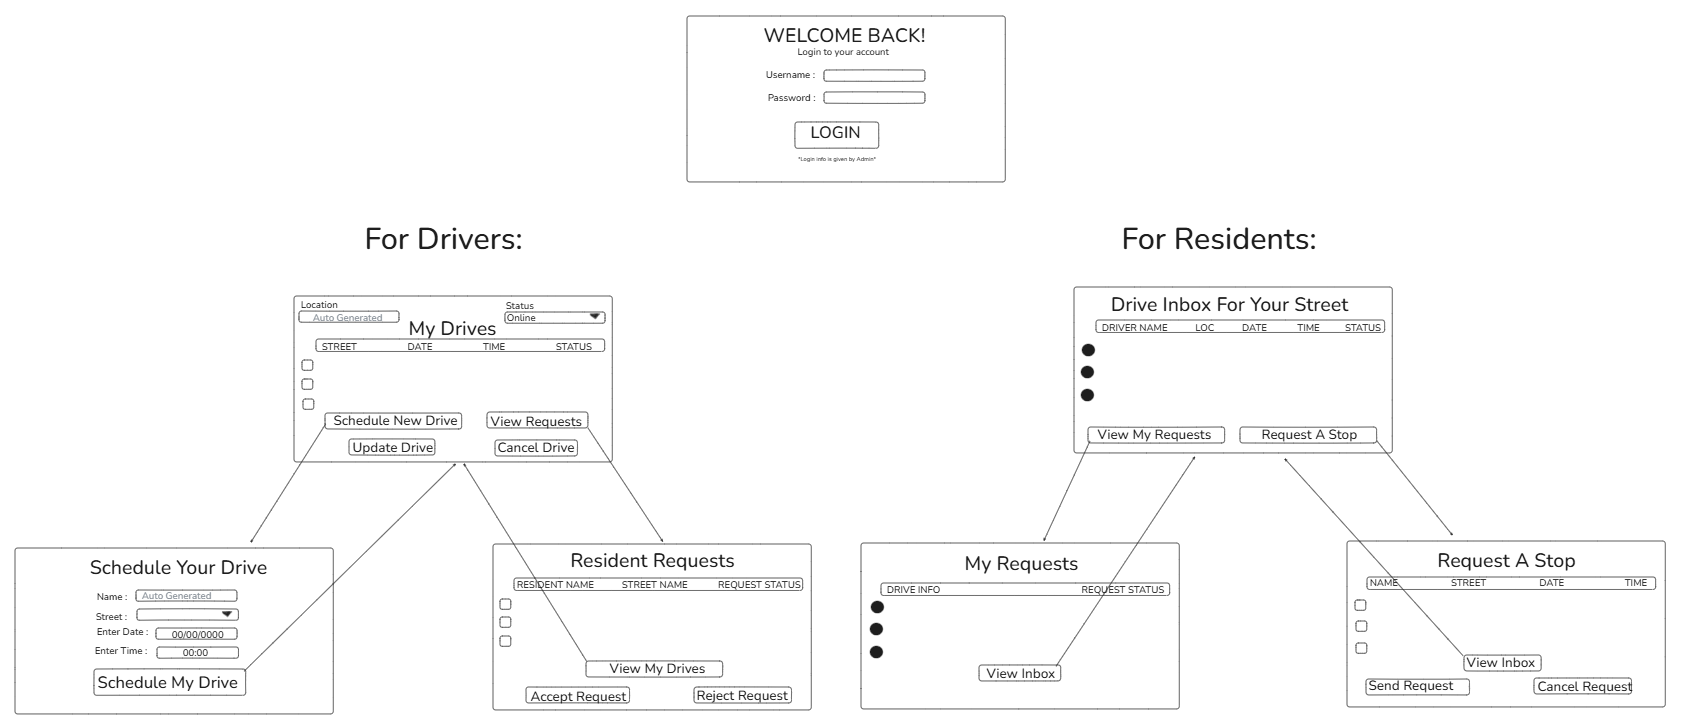 WELCOME BACK!
Login to your account
Username :
Password :
LOGIN
*Login info is given by Admin*
For Drivers:
For Residents:
Location
Auto Generated
Status
Online
My Drives
STREET DATE TIME STATUS
Schedule New Drive
View Requests
Update Drive
Cancel Drive
Drive Inbox For Your Street
DRIVER NAME LOC DATE TIME STATUS
View My Requests
Request A Stop
Schedule Your Drive
Name : Auto Generated
Street :
Enter Date : 00/00/0000
Enter Time : 00:00
Schedule My Drive
Resident Requests
RESIDENT NAME STREET NAME REQUEST STATUS
View My Drives
Accept Request
Reject Request
My Requests
DRIVE INFO REQUEST STATUS
View Inbox
Request A Stop
NAME STREET DATE TIME
View Inbox
Send Request
Cancel Request